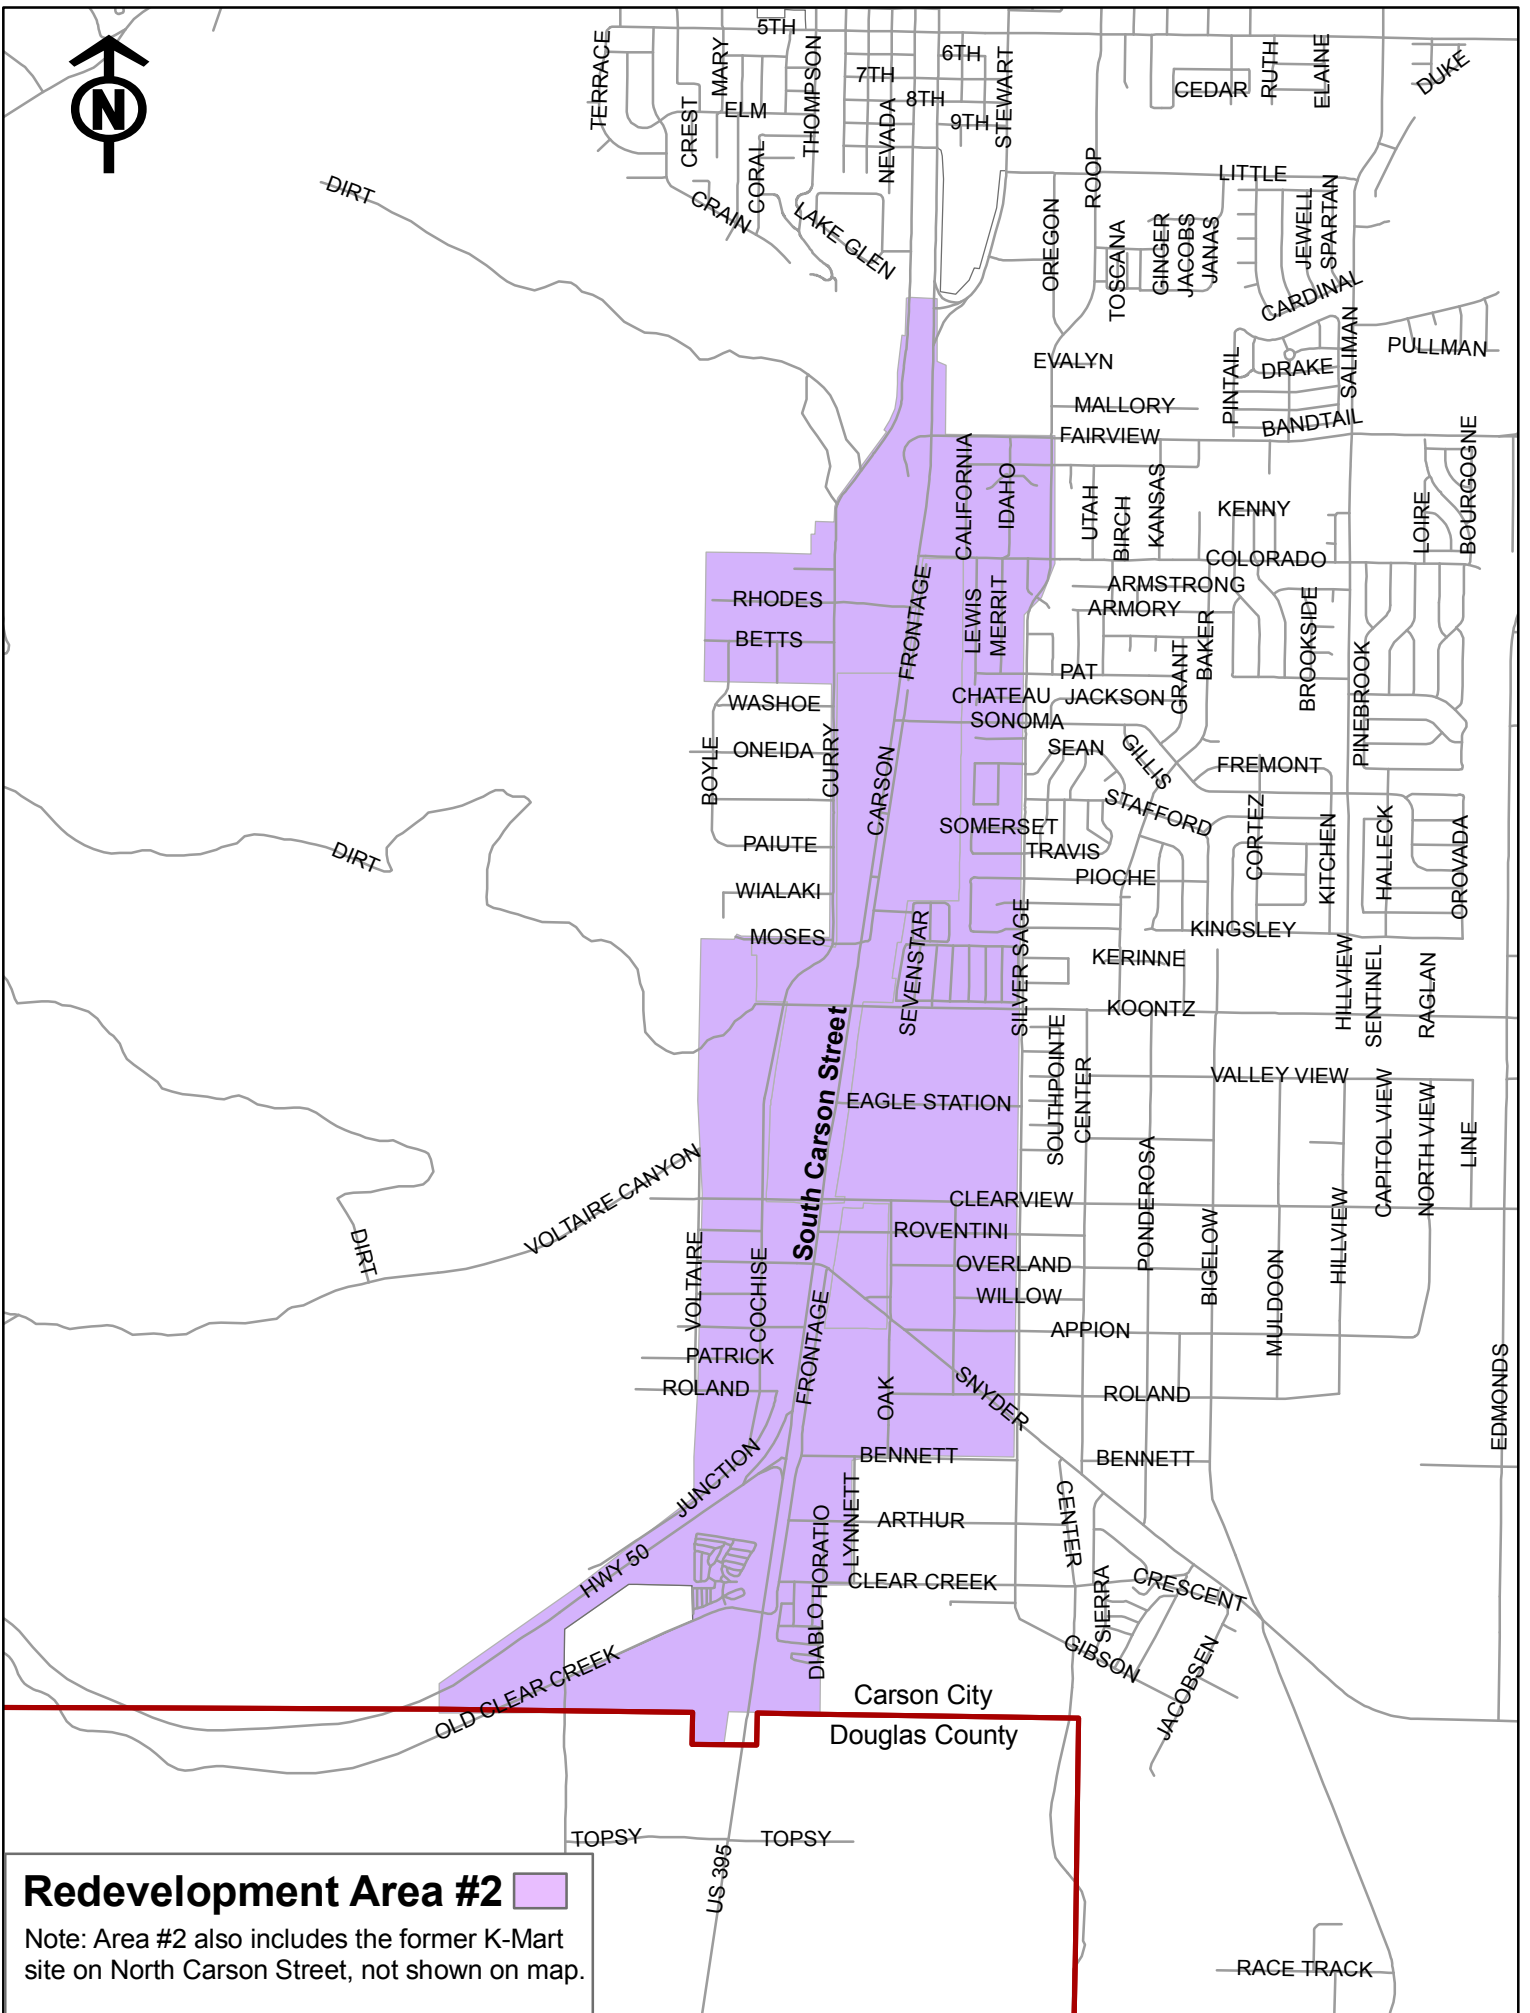 N
5TH
TERRACE
MARY
THOMPSON
6TH
7TH
STEWART
8TH
9TH
CREST
ELM
NEVADA
CEDAR
RUTH
ELAINE
DUKE
CORAL
CRAIN
LAKE GLEN
DIRT
ROOP
LITTLE
OREGON
TOSCANA
GINGER
JACOBS
JANAS
JEWELL
SPARTAN
CARDINAL
SALIMAN
PULLMAN
EVALYN
PINTAIL
DRAKE
MALLORY
BANDTAIL
FAIRVIEW
CALIFORNIA
IDAHO
UTAH
BIRCH
KANSAS
KENNY
LOIRE
BOURGOGNE
COLORADO
RHODES
FRONTAGE
LEWIS
MERRIT
ARMSTRONG
ARMORY
BETTS
BAKER
GRANT
BROOKSIDE
PINEBROOK
PAT
WASHOE
CHATEAU
JACKSON
SONOMA
BOYLE
ONEIDA
CURRY
CARSON
SEAN
GILLIS
FREMONT
STAFFORD
CORTEZ
KITCHEN
HALLECK
OROVADA
PAIUTE
SOMERSET
TRAVIS
DIRT
WIALAKI
PIOCHE
MOSES
SEVENSTAR
SILVER SAGE
KINGSLEY
KERINNE
HILLVIEW
SENTINEL
RAGLAN
KOONTZ
South Carson Street
SOUTHPOINTE
CENTER
VALLEY VIEW
CAPITOL VIEW
NORTH VIEW
LINE
EAGLE STATION
VOLTAIRE CANYON
PONDEROSA
CLEARVIEW
DIRT
ROVENTINI
VOLTAIRE
COCHISE
OVERLAND
BIGELOW
MULDOON
HILLVIEW
WILLOW
FRONTAGE
APPION
PATRICK
ROLAND
OAK
SNYDER
ROLAND
EDMONDS
JUNCTION
BENNETT
BENNETT
LYNNETT
CENTER
HWY 50
DIABLO
HORATIO
ARTHUR
CLEAR CREEK
SIERRA
CRESCENT
GIBSON
JACOBSEN
OLD CLEAR CREEK
Carson City
Douglas County
TOPSY
TOPSY
US 395
RACE TRACK
Redevelopment Area #2
Note: Area #2 also includes the former K-Mart
site on North Carson Street, not shown on map.